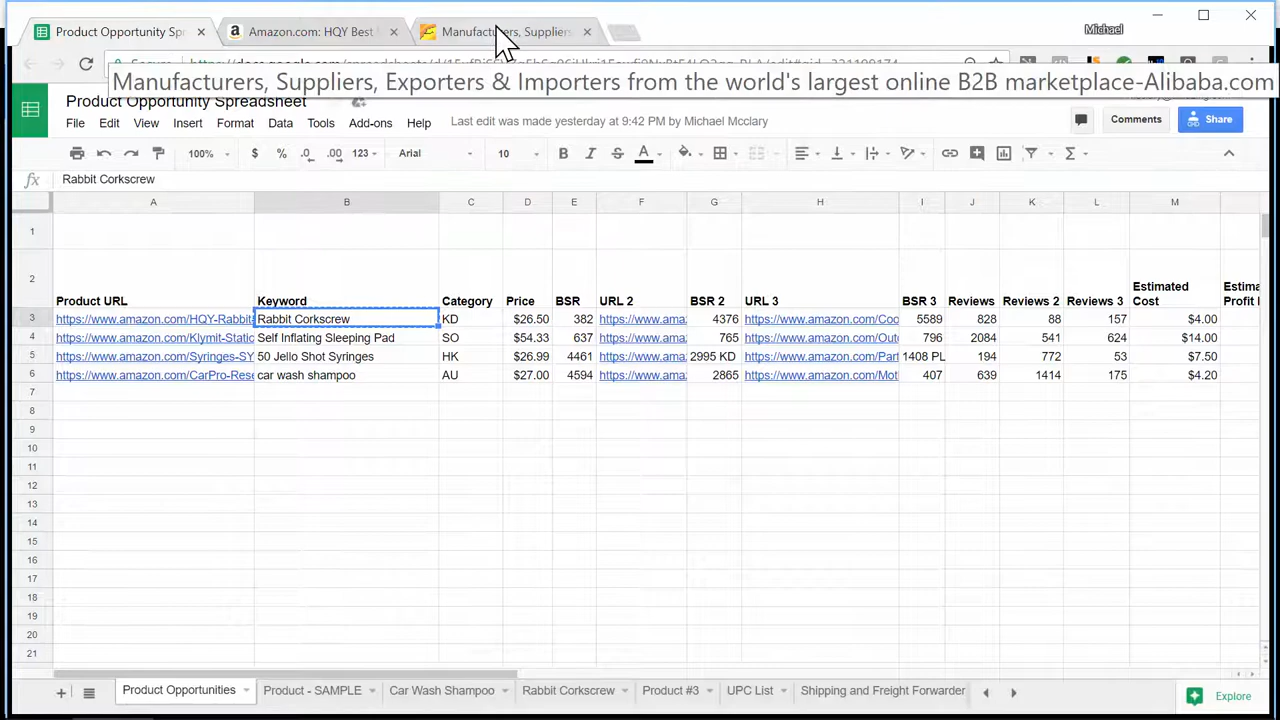 Product Opportunity Sp
Amazon.com: HQY Best
Manufacturers, Suppliers
Michael
Manufacturers, Suppliers, Exporters & Importers from the world's largest online B2B marketplace-Alibaba.com
Product Opportunity Spreadsheet
File Edit View Insert Format Data Tools Add-ons Help Last edit was made yesterday at 9:42 PM by Michael Mcclary
Comments Share
100% $ % .0 .00 123 Arial 10 B I S A
fx Rabbit Corkscrew
A B C D E F G H I J K L M
1
2 Product URL Keyword Category Price BSR URL 2 BSR 2 URL 3 BSR 3 Reviews Reviews 2 Reviews 3 Estimated Cost Estima Profit
3 https://www.amazon.com/HQY-Rabbit Rabbit Corkscrew KD $26.50 382 https://www.ama 4376 https://www.amazon.com/Coo 5589 828 88 157 $4.00
4 https://www.amazon.com/Klymit-Static Self Inflating Sleeping Pad SO $54.33 637 https://www.ama 765 https://www.amazon.com/Outd 796 2084 541 624 $14.00
5 https://www.amazon.com/Syringes-SY 50 Jello Shot Syringes HK $26.99 4461 https://www.ama 2995 KD https://www.amazon.com/Part 1408 PL 194 772 53 $7.50
6 https://www.amazon.com/CarPro-Rese car wash shampoo AU $27.00 4594 https://www.ama 2865 https://www.amazon.com/Mot 407 639 1414 175 $4.20
7
8
9
10
11
12
13
14
15
16
17
18
19
20
21
Product Opportunities Product - SAMPLE Car Wash Shampoo Rabbit Corkscrew Product #3 UPC List Shipping and Freight Forwarder Explore